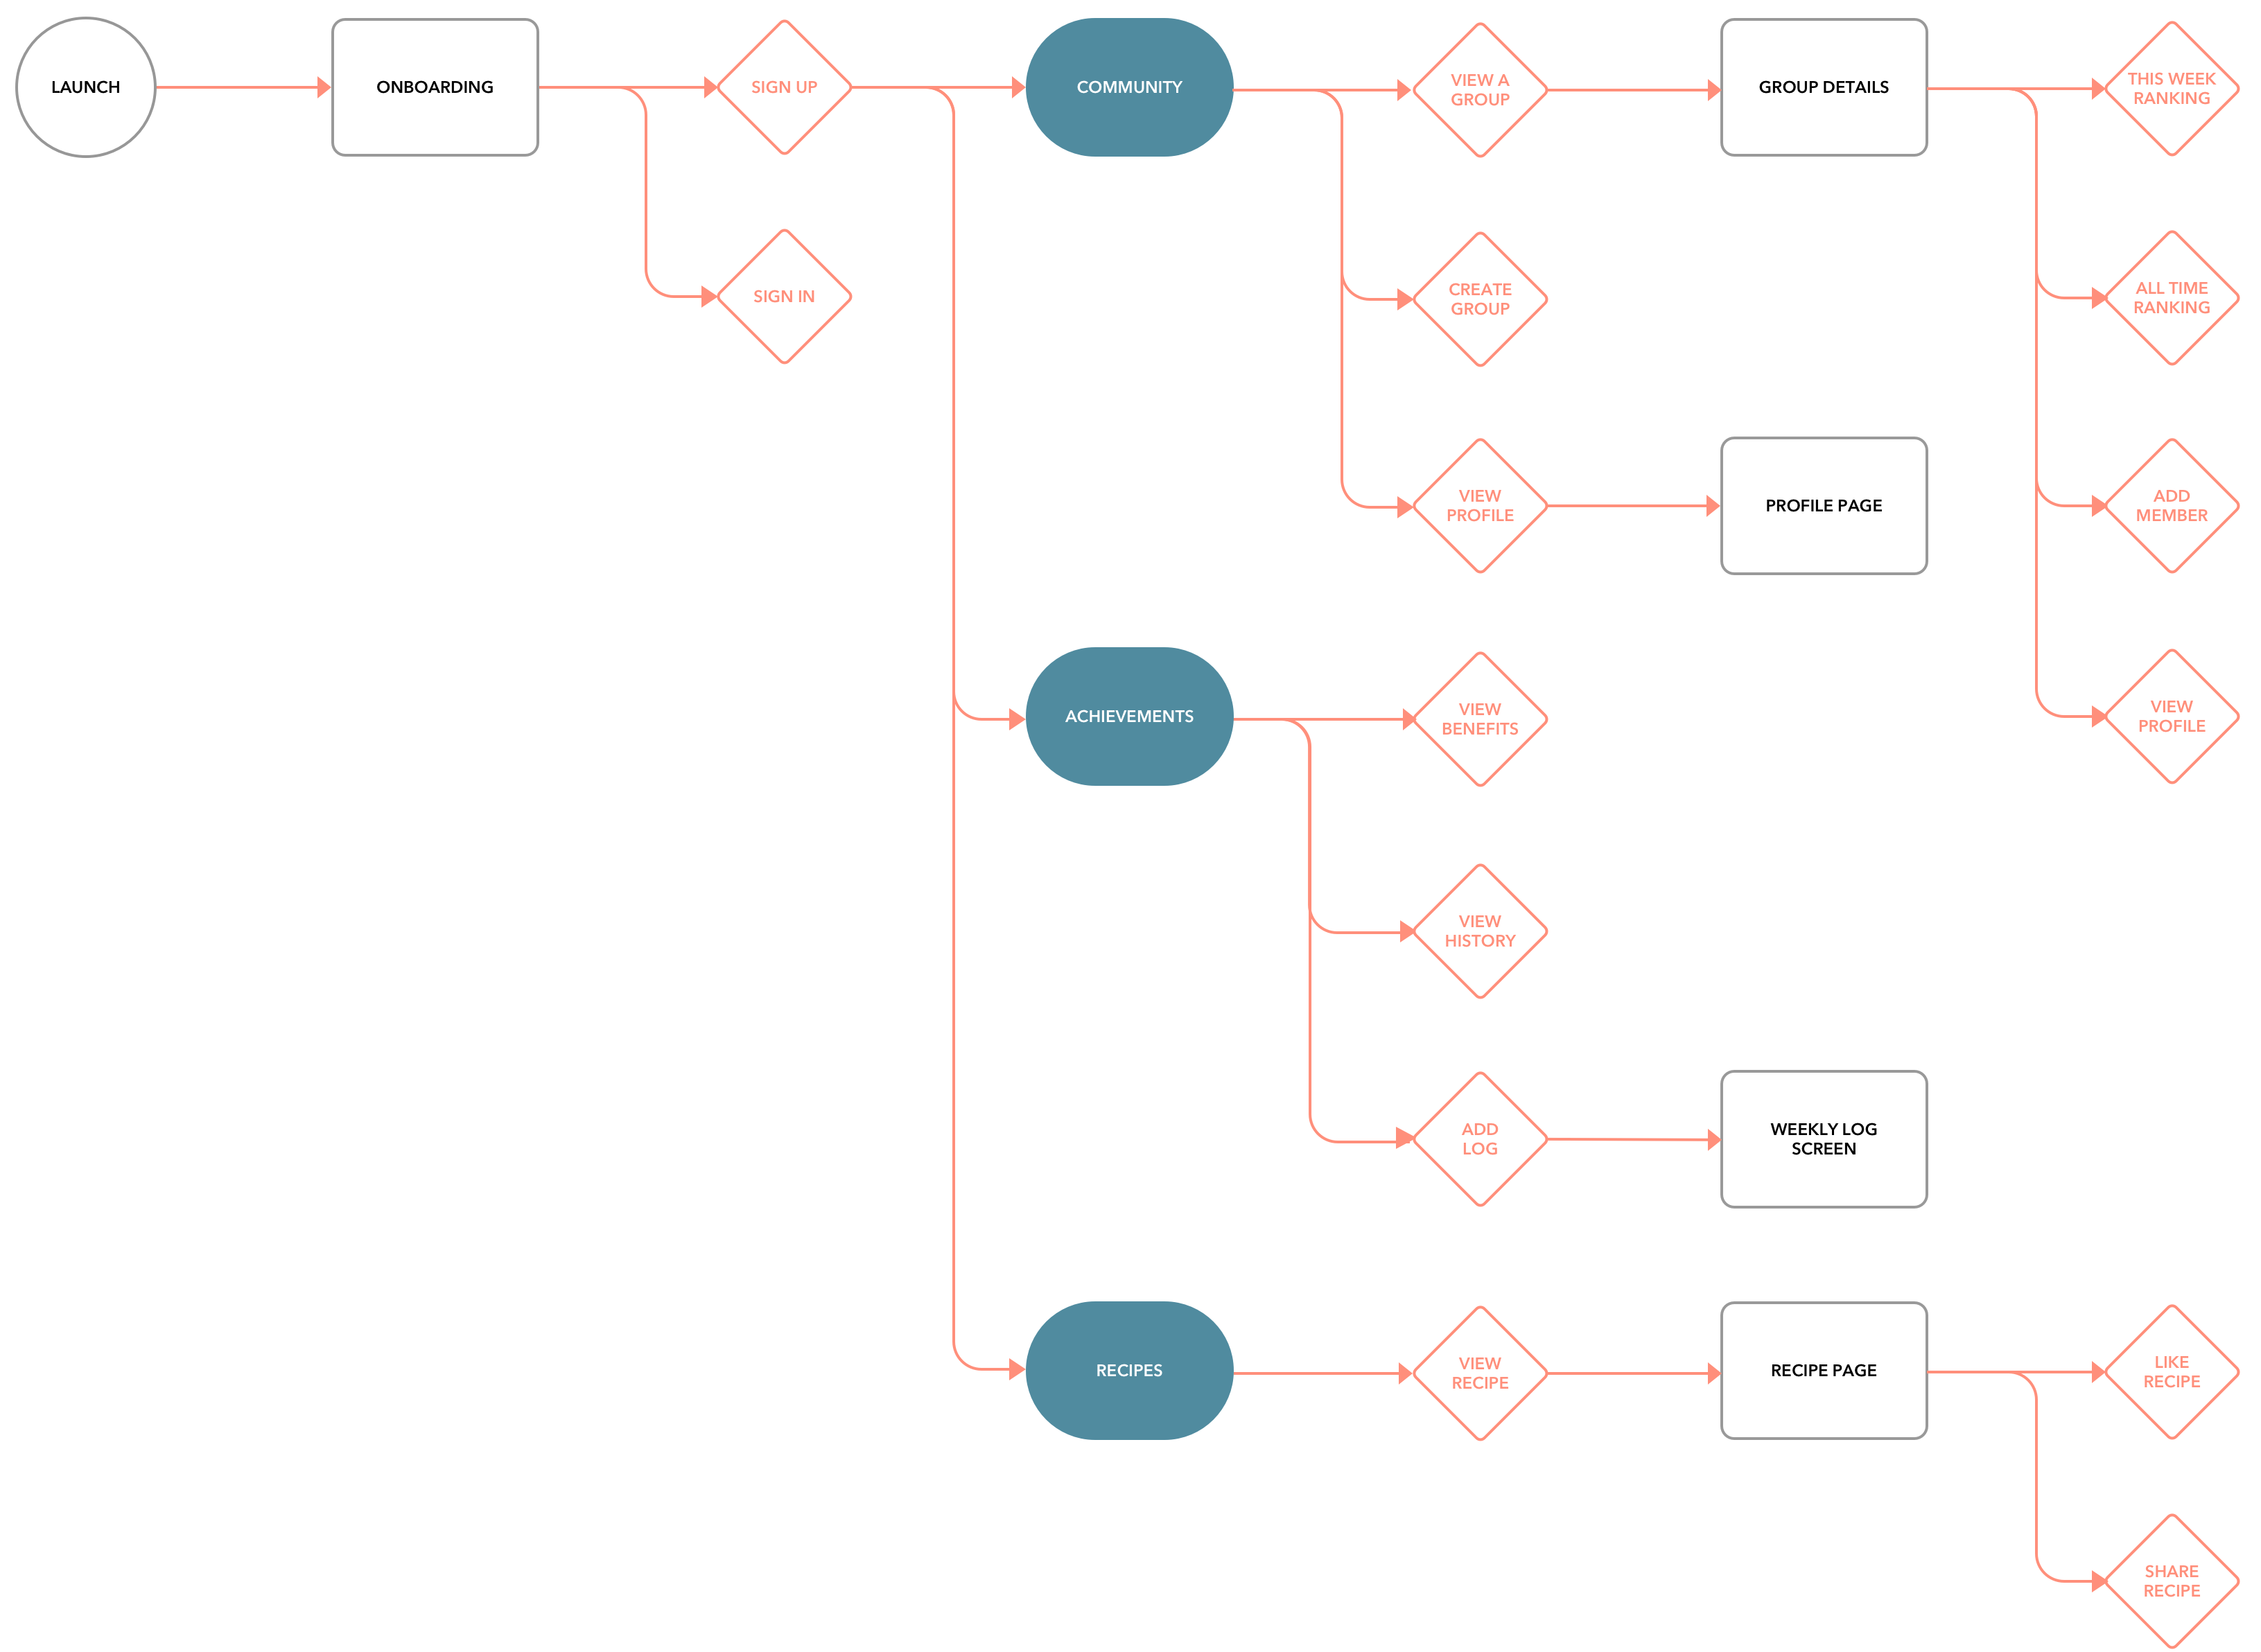 LAUNCH
ONBOARDING
SIGN UP
COMMUNITY
VIEW A
GROUP
GROUP DETAILS
THIS WEEK
RANKING
SIGN IN
CREATE
GROUP
ALL TIME
RANKING
VIEW
PROFILE
PROFILE PAGE
ADD
MEMBER
ACHIEVEMENTS
VIEW
BENEFITS
VIEW
PROFILE
VIEW
HISTORY
ADD
LOG
WEEKLY LOG
SCREEN
RECIPES
VIEW
RECIPE
RECIPE PAGE
LIKE
RECIPE
SHARE
RECIPE